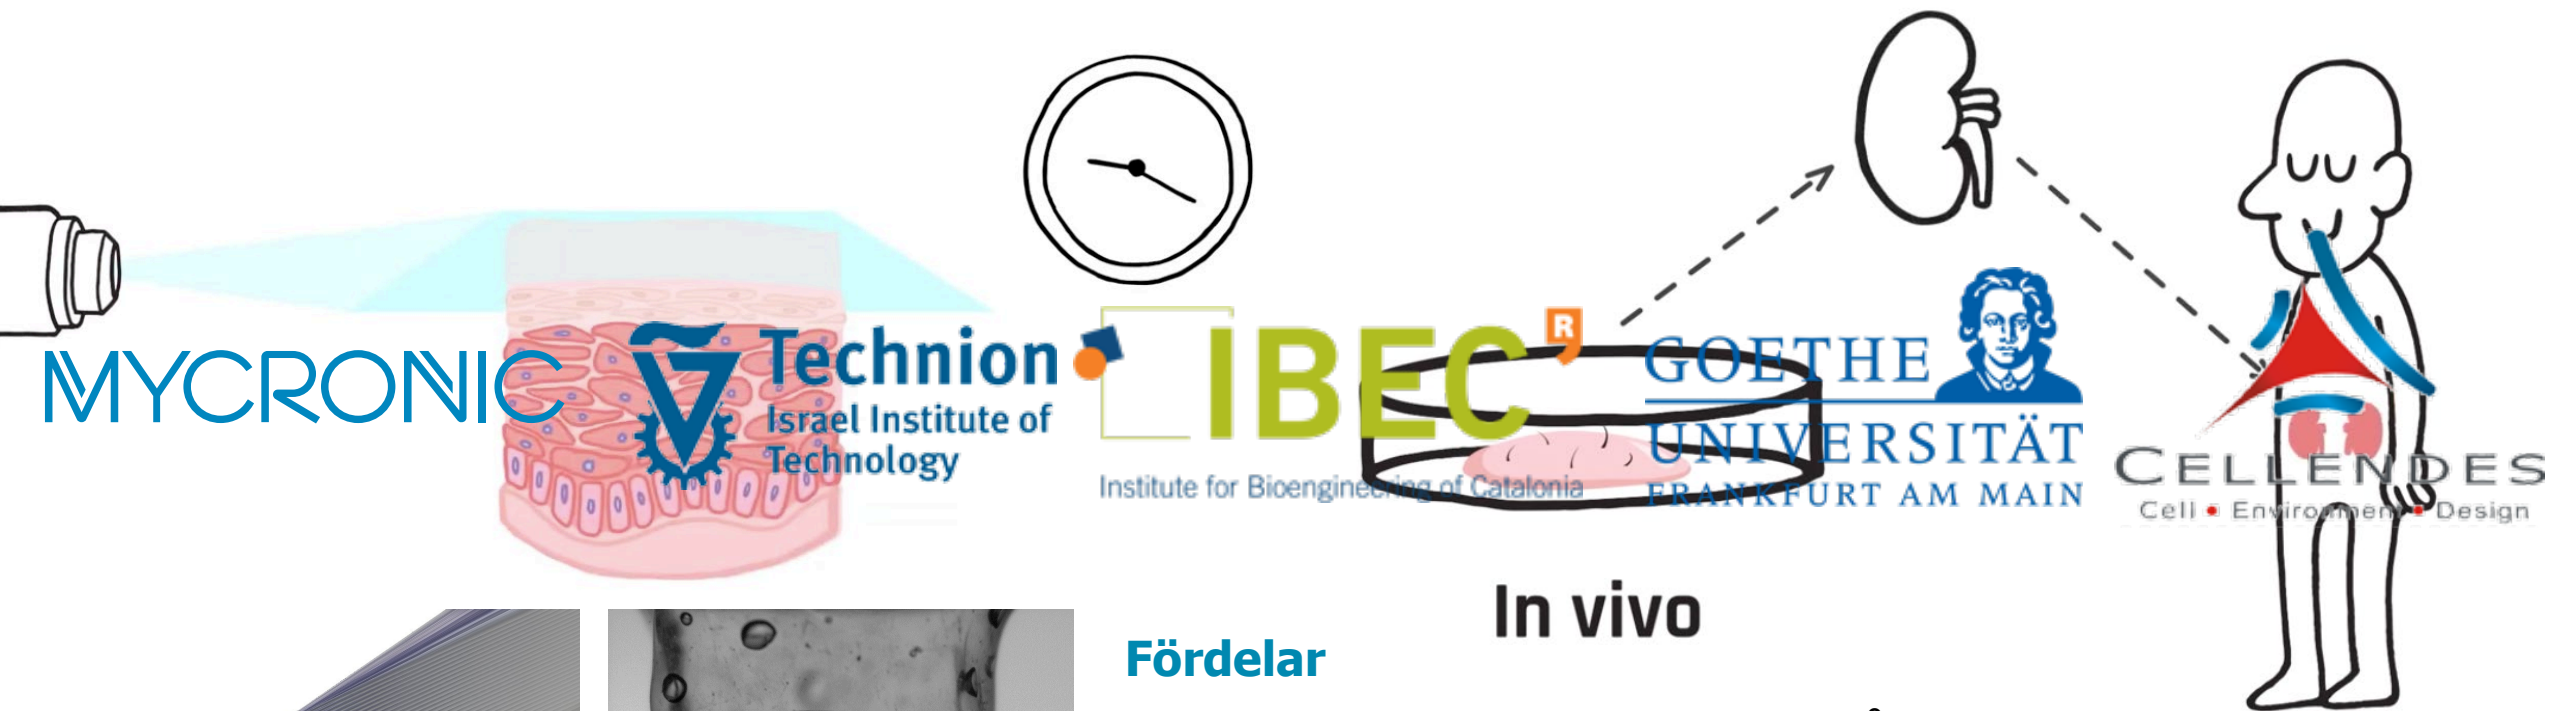 MYCRONIC
Technion
Israel Institute of
Technology
IBEC
R
Institute for Bioengineering of Catalonia
GOETHE
UNIVERSITÄT
FRANKFURT AM MAIN
CELLENDES
Cell • Environment • Design
In vivo
Fördelar